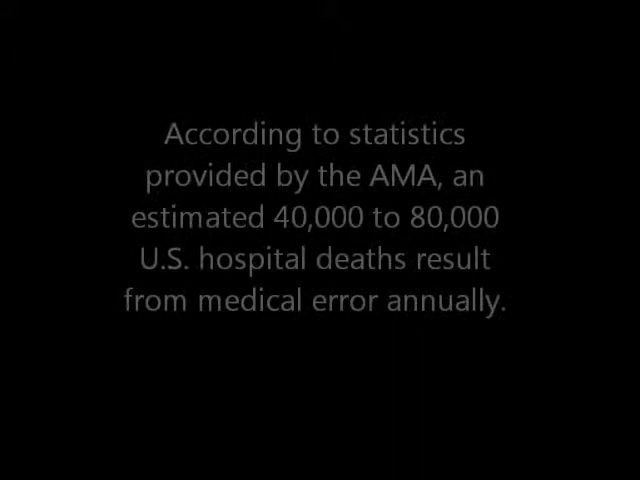 According to statistics
provided by the AMA, an
estimated 40,000 to 80,000
U.S. hospital deaths result
from medical error annually.